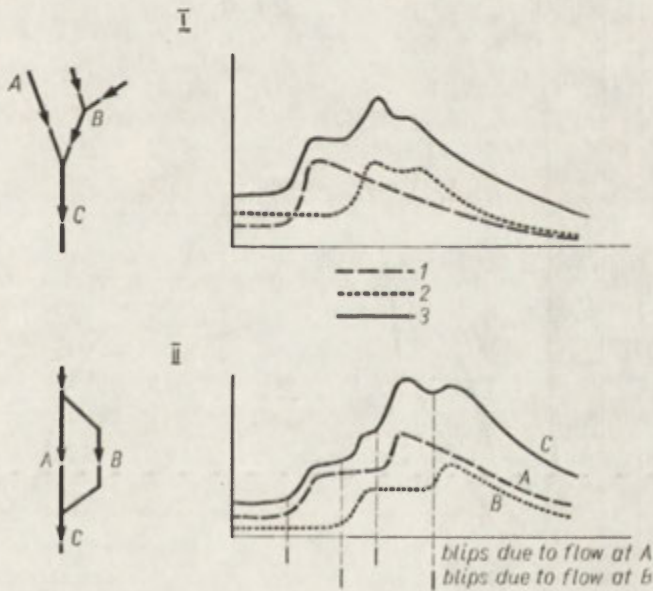 I
A
B
C
1
2
3
II
A
B
C
C
A
B
blips due to flow at A
blips due to flow at B